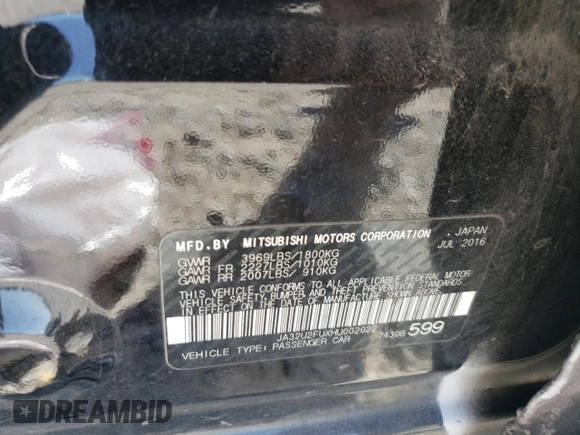 MFD.BY MITSUBISHI MOTORS CORPORATION . JAPAN
GVWR 3969LBS/1800KG JUL 2016
GAWR FR 2227LBS/1010KG
GAWR RR 2007LBS/ 910KG
THIS VEHICLE CONFORMS TO ALL APPLICABLE FEDERAL MOTOR
VEHICLE SAFETY, BUMPER AND THEFT PREVENTION STANDARDS
IN EFFECT ON THE DATE OF MANUFACTURE SHOWN ABOVE.
JA32U2FUXHU002022 7430B 599
VEHICLE TYPE: PASSENGER CAR
DREAMBID